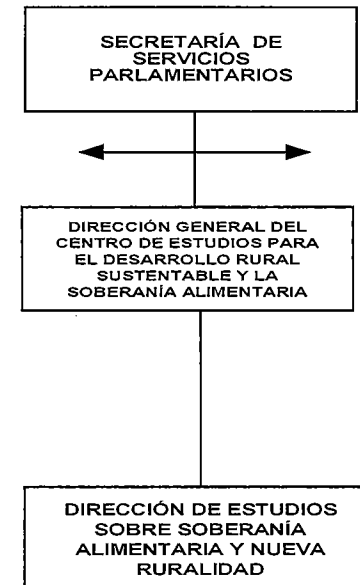 SECRETARÍA DE
SERVICIOS
PARLAMENTARIOS
DIRECCIÓN GENERAL DEL
CENTRO DE ESTUDIOS PARA
EL DESARROLLO RURAL
SUSTENTABLE Y LA
SOBERANÍA ALIMENTARIA
DIRECCIÓN DE ESTUDIOS
SOBRE SOBERANÍA
ALIMENTARIA Y NUEVA
RURALIDAD